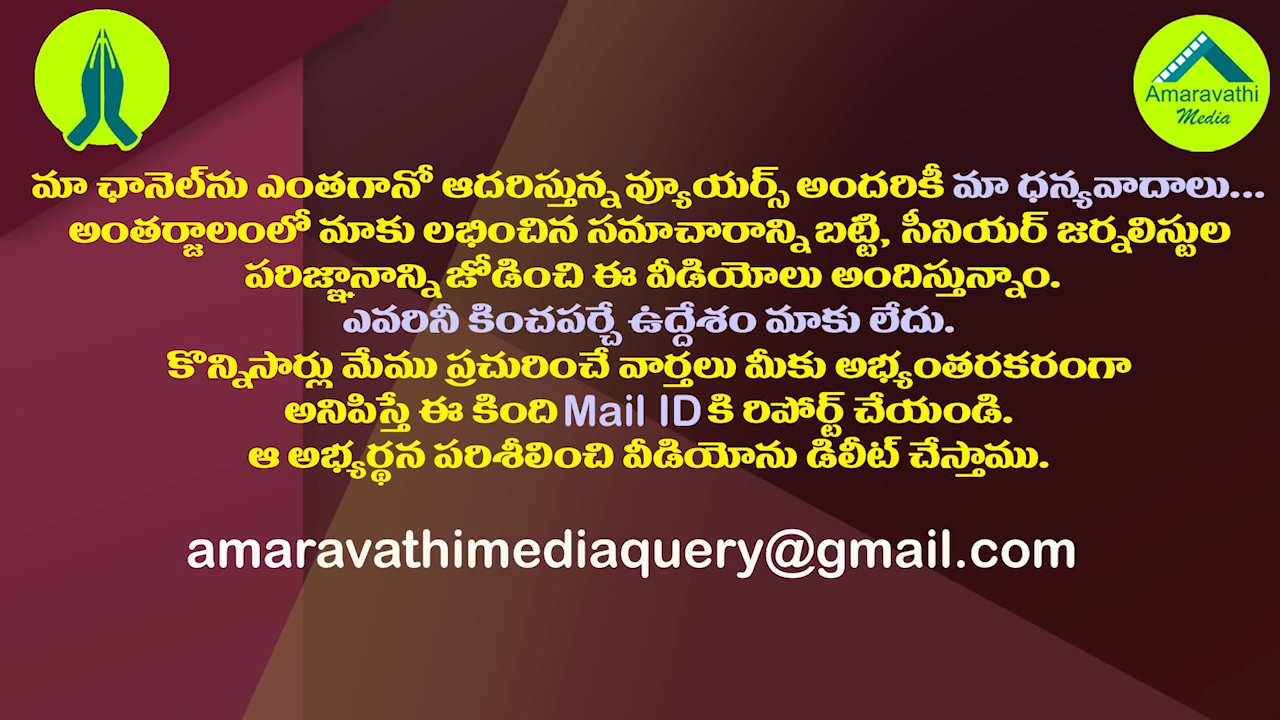 Amaravathi
Media
మా ఛానెల్‌ను ఎంతగానో ఆదరిస్తున్న వ్యూయర్స్ అందరికీ మా ధన్యవాదాలు...
అంతర్జాలంలో మాకు లభించిన సమాచారాన్ని బట్టి, సీనియర్ జర్నలిస్టుల
పరిజ్ఞానాన్ని జోడించి ఈ వీడియోలు అందిస్తున్నాం.
ఎవరినీ కించపర్చే ఉద్దేశం మాకు లేదు.
కొన్నిసార్లు మేము ప్రచురించే వార్తలు మీకు అభ్యంతరకరంగా
అనిపిస్తే ఈ కింది Mail ID కి రిపోర్ట్ చేయండి.
ఆ అభ్యర్థన పరిశీలించి వీడియోను డిలీట్ చేస్తాము.
amaravathimediaquery@gmail.com